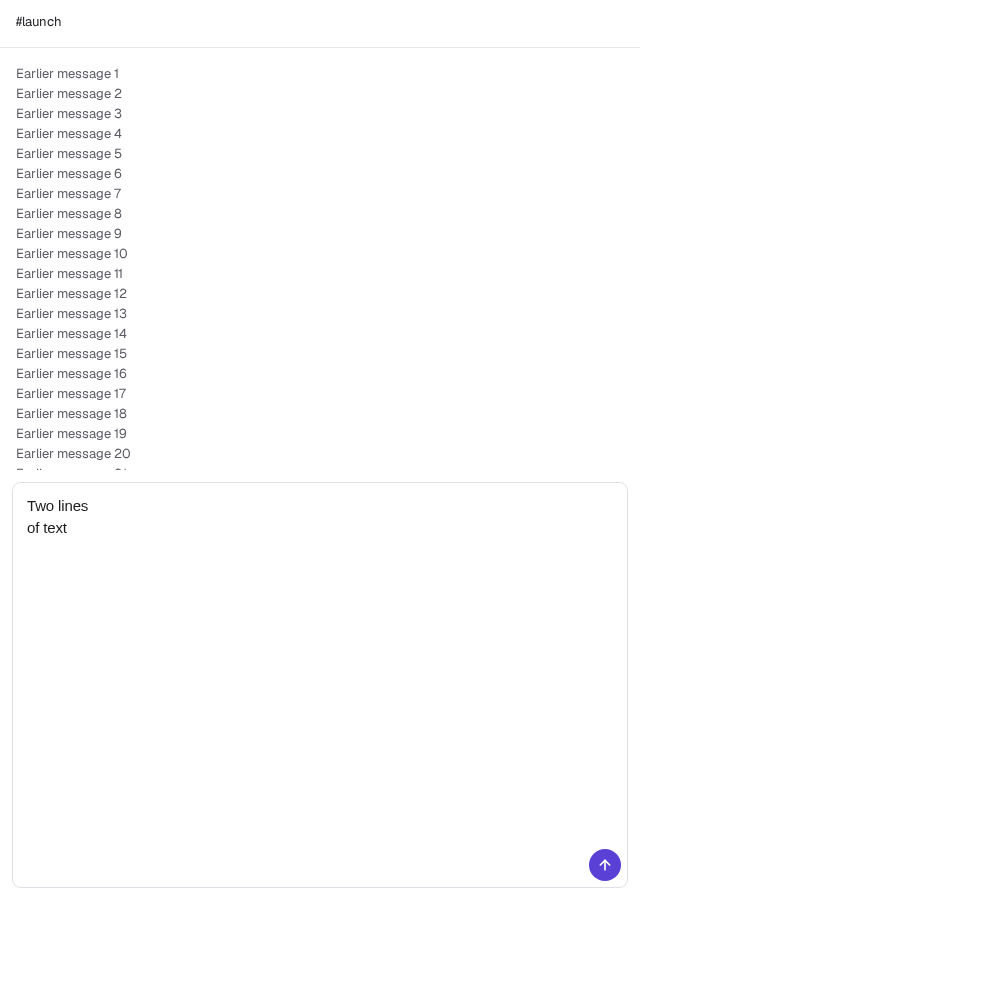 #launch
Earlier message 1
Earlier message 2
Earlier message 3
Earlier message 4
Earlier message 5
Earlier message 6
Earlier message 7
Earlier message 8
Earlier message 9
Earlier message 10
Earlier message 11
Earlier message 12
Earlier message 13
Earlier message 14
Earlier message 15
Earlier message 16
Earlier message 17
Earlier message 18
Earlier message 19
Earlier message 20
Two lines
of text